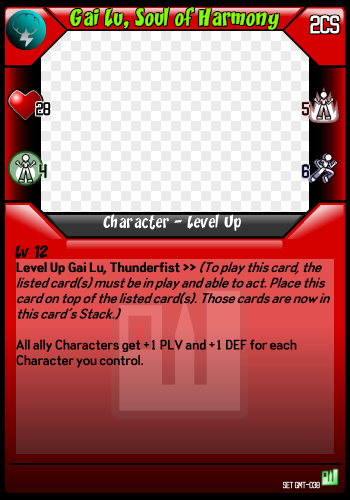 Gai Lu, Soul of Harmony
2CS
28
5
4
6
Character - Level Up
Lv 12
Level Up Gai Lu, Thunderfist >> (To play this card, the
listed card(s) must be in play and able to act. Place this
card on top of the listed card(s). Those cards are now in
this card's Stack.)
All ally Characters get +1 PLV and +1 DEF for each
Character you control.
SET GMT-038